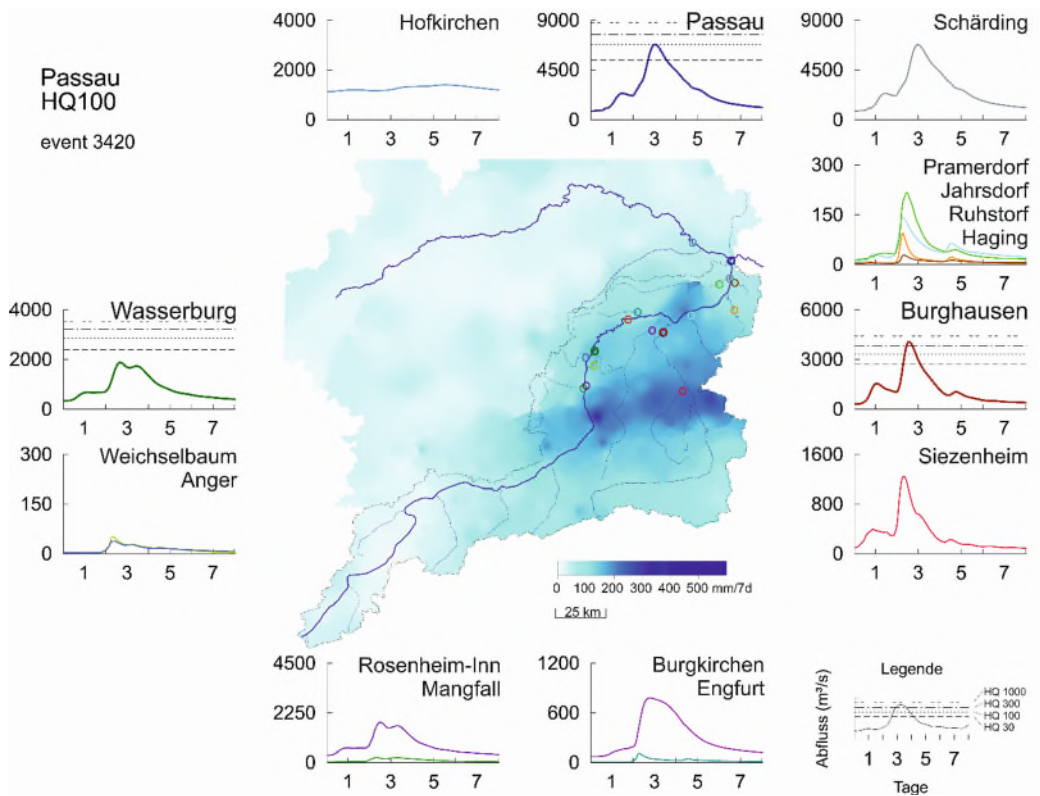 Passau
HQ100
event 3420
4000
2000
0
Hofkirchen
1 3 5 7
9000
4500
0
Passau
1 3 5 7
9000
4500
0
Schärding
1 3 5 7
300
150
0
Pramerdorf
Jahrsdorf
Ruhstorf
Haging
1 3 5 7
4000
2000
0
Wasserburg
1 3 5 7
6000
3000
0
Burghausen
1 3 5 7
300
150
0
Weichselbaum
Anger
1 3 5 7
1600
800
0
Siezenheim
1 3 5 7
0 100 200 300 400 500 mm/7d
25 km
4500
2250
0
Rosenheim-Inn
Mangfall
1 3 5 7
1200
600
0
Burgkirchen
Engfurt
1 3 5 7
Legende
Abfluss (m³/s)
HQ 1000
HQ 300
HQ 100
HQ 30
1 3 5 7
Tage